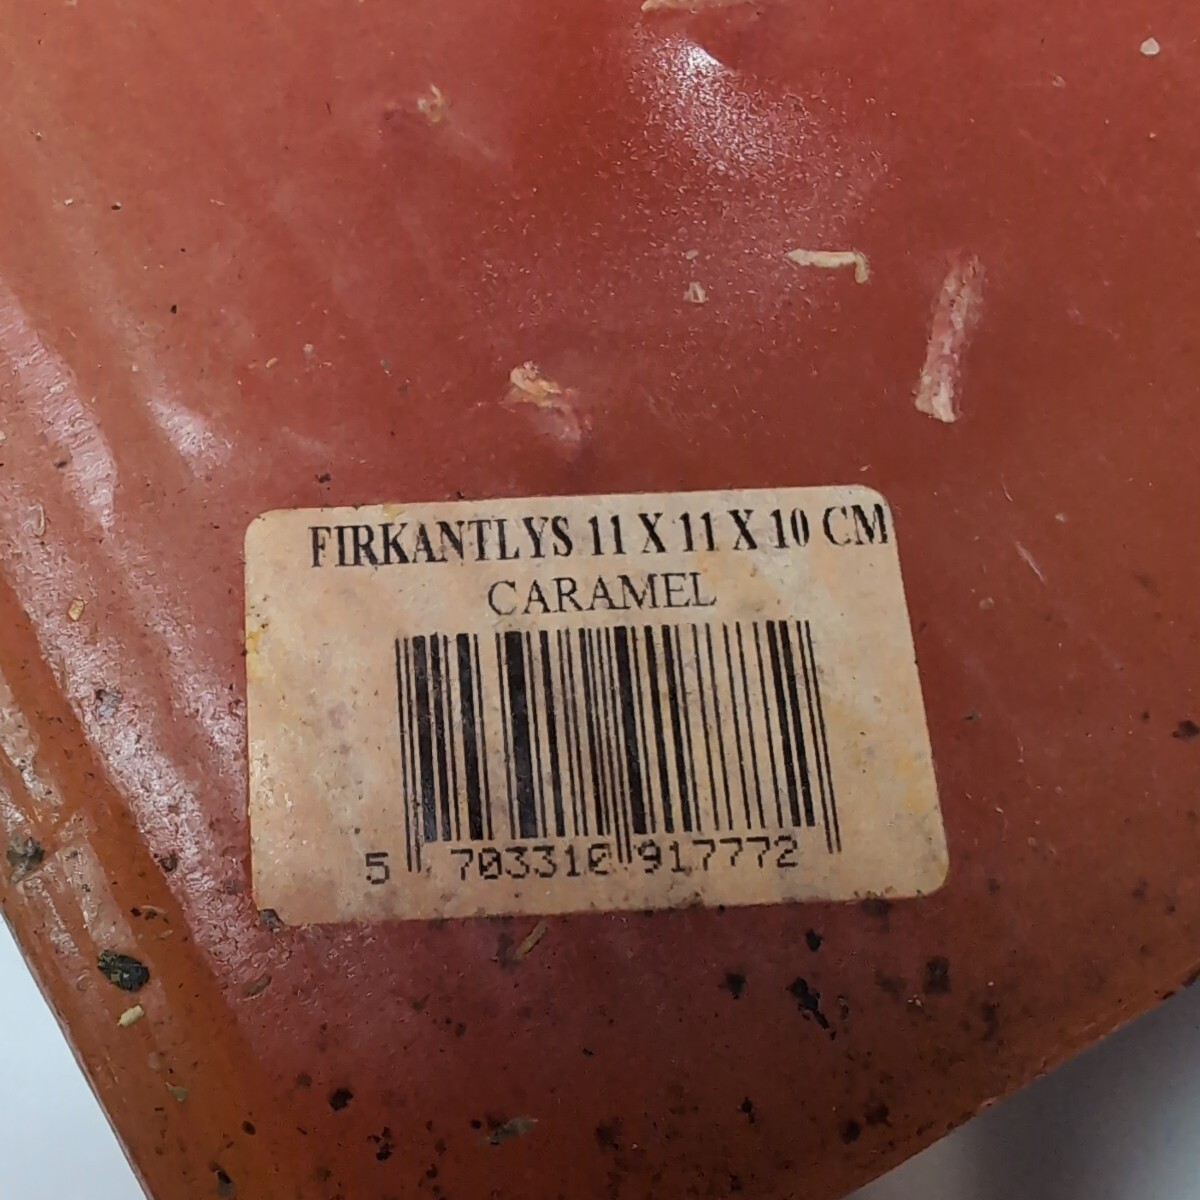 FIRKANTLYS 11 X 11 X 10 CM
CARAMEL
5 703310 917772